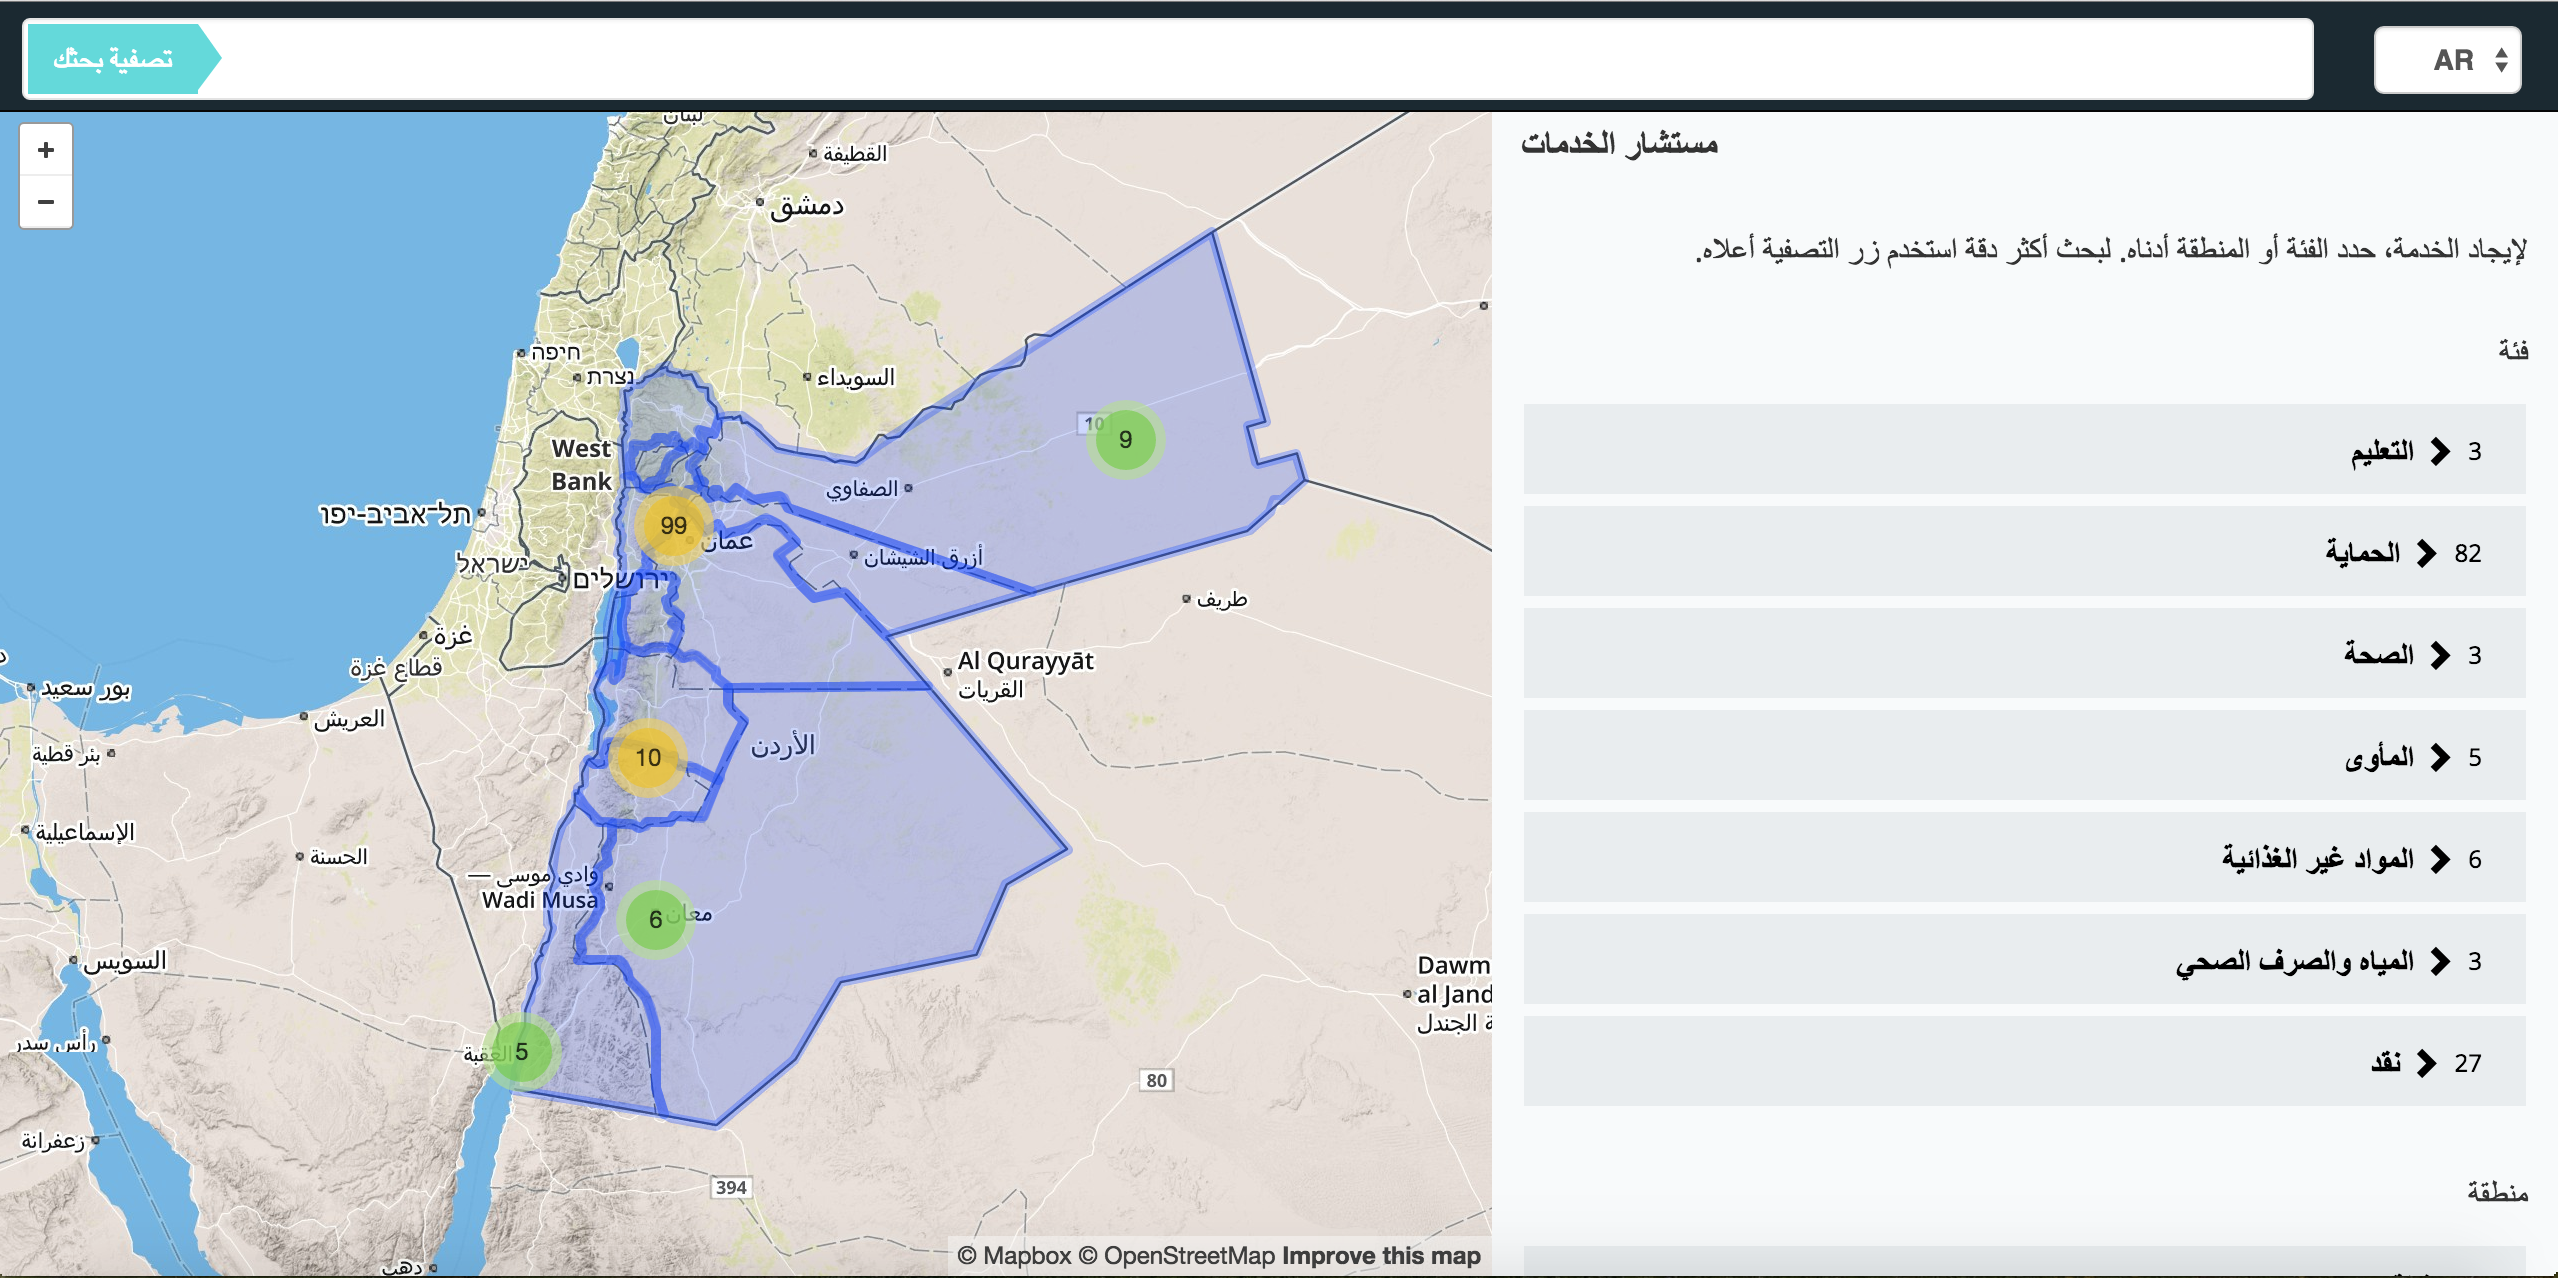 تصفية بحثك
AR
+
−
مستشار الخدمات
لإيجاد الخدمة، حدد الفئة أو المنطقة أدناه. لبحث أكثر دقة استخدم زر التصفية أعلاه.
فئة
3 التعليم
82 الحماية
3 الصحة
5 المأوى
6 المواد غير الغذائية
3 المياه والصرف الصحي
27 نقد
منطقة
لبنان
القطيفة
دمشق
חיפה
נצרת
السويداء
10
9
West
Bank
الصفاوي
תל־אביב-יפו
99
عمان
أزرق الشيشان
ישראל
ירושלים
طريف
غزة
قطاع غزة
Al Qurayyāt
القريات
بور سعيد
العريش
بئر قطية
الأردن
10
الإسماعيلية
الحسنة
وادي موسى —
Wadi Musa
6
معان
السويس
Dawm
al Jand
ة الجندل
رأس سدر
العقبة
5
80
زعفرانة
394
دهب
© Mapbox © OpenStreetMap Improve this map